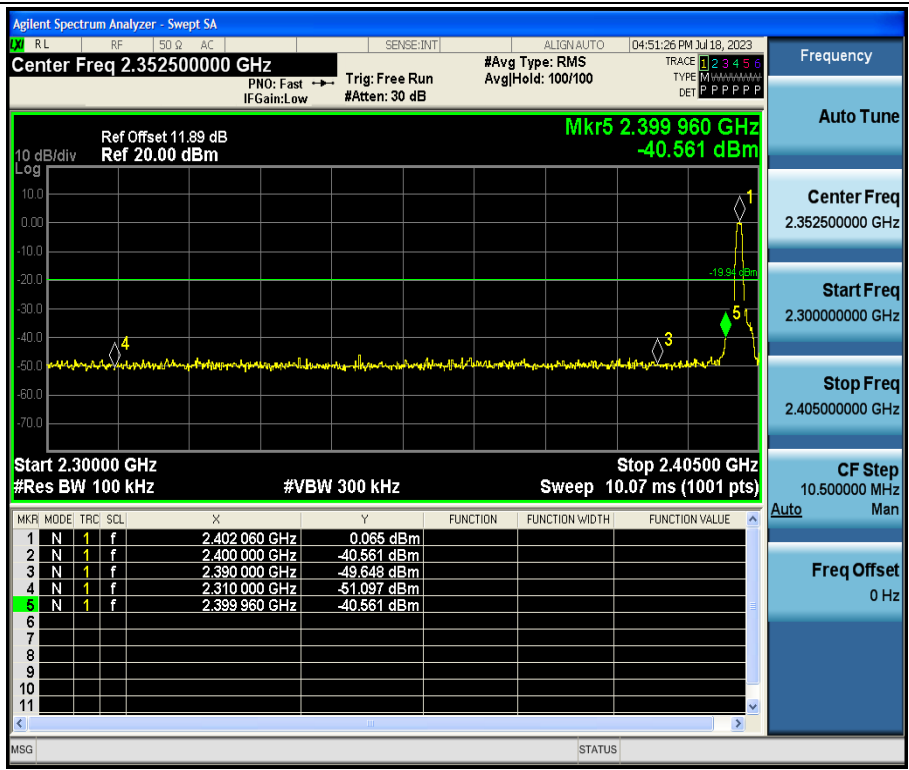 Agilent Spectrum Analyzer - Swept SA
LXI RL RF 50 Ω AC SENSE:INT ALIGNAUTO 04:51:26 PM Jul 18, 2023
Center Freq 2.352500000 GHz
PNO: Fast
IFGain:Low
Trig: Free Run
#Atten: 30 dB
#Avg Type: RMS
Avg|Hold: 100/100
TRACE 1 2 3 4 5 6
TYPE M
DET P P P P P P
Ref Offset 11.89 dB
10 dB/div Ref 20.00 dBm
Log
Mkr5 2.399 960 GHz
-40.561 dBm
10.0
0.00
-10.0
-20.0
-30.0
-40.0
-50.0
-60.0
-70.0
1
-19.94 dBm
5
3
4
Start 2.30000 GHz Stop 2.40500 GHz
#Res BW 100 kHz #VBW 300 kHz Sweep 10.07 ms (1001 pts)
MKR MODE TRC SCL X Y FUNCTION FUNCTION WIDTH FUNCTION VALUE
1 N 1 f 2.402 060 GHz 0.065 dBm
2 N 1 f 2.400 000 GHz -40.561 dBm
3 N 1 f 2.390 000 GHz -49.648 dBm
4 N 1 f 2.310 000 GHz -51.097 dBm
5 N 1 f 2.399 960 GHz -40.561 dBm
6
7
8
9
10
11
MSG STATUS
Frequency
Auto Tune
Center Freq
2.352500000 GHz
Start Freq
2.300000000 GHz
Stop Freq
2.405000000 GHz
CF Step
10.500000 MHz
Auto Man
Freq Offset
0 Hz